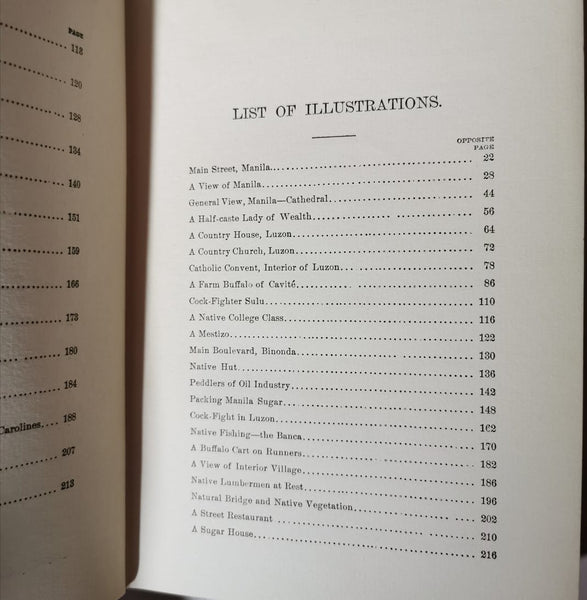 PAGE
112
120
128
134
140
151
159
166
173
180
184
Carolines.... 188
207
213
LIST OF ILLUSTRATIONS.
OPPOSITE
PAGE
Main Street, Manila.................................................. 22
A View of Manila.................................................. 28
General View, Manila—Cathedral.................................. 44
A Half-caste Lady of Wealth.................................. 56
A Country House, Luzon.................................. 64
A Country Church, Luzon.................................. 72
Catholic Convent, Interior of Luzon.................................. 78
A Farm Buffalo of Cavité.................................. 86
Cock-Fighter Sulu.................................. 110
A Native College Class.................................. 116
A Mestizo.................................. 122
Main Boulevard, Binonda.................................. 130
Native Hut.................................. 136
Peddlers of Oil Industry.................................. 142
Packing Manila Sugar.................................. 148
Cock-Fight in Luzon.................................. 162
Native Fishing—the Banca.................................. 170
A Buffalo Cart on Runners.................................. 182
A View of Interior Village.................................. 186
Native Lumbermen at Rest.................................. 196
Natural Bridge and Native Vegetation.................................. 202
A Street Restaurant .................................. 210
A Sugar House.................................. 216